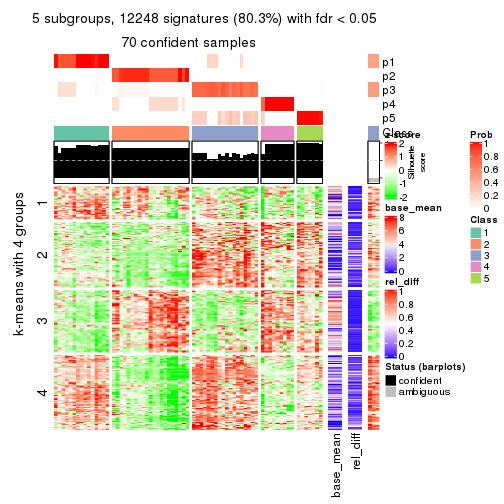 5 subgroups, 12248 signatures (80.3%) with fdr < 0.05
70 confident samples
p1
p2
p3
p4
p5
Class
k-means with 4 groups
1
2
3
4
base_mean
rel_diff
Silhouette
score
z-score
2
1
0
-1
-2
base_mean
8
6
4
2
0
rel_diff
1
0.8
0.6
0.4
0.2
0
Status (barplots)
confident
ambiguous
Prob
1
0.8
0.6
0.4
0.2
0
Class
1
2
3
4
5